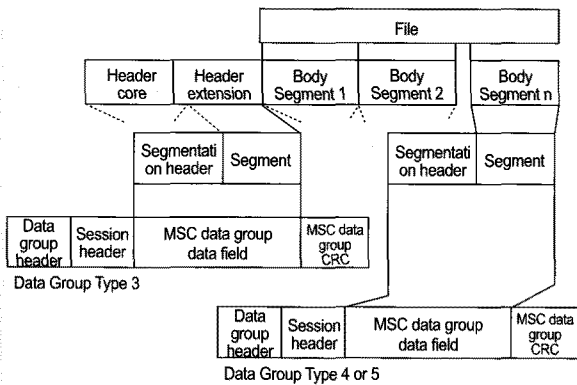 File
Header
core
Header
extension
Body
Segment 1
Body
Segment 2
Body
Segment n
Segmentati
on header
Segment
Segmentati
on header
Segment
Data
group
header
Session
header
MSC data group
data field
MSC data
group
CRC
Data Group Type 3
Data
group
header
Session
header
MSC data group
data field
MSC data
group
CRC
Data Group Type 4 or 5